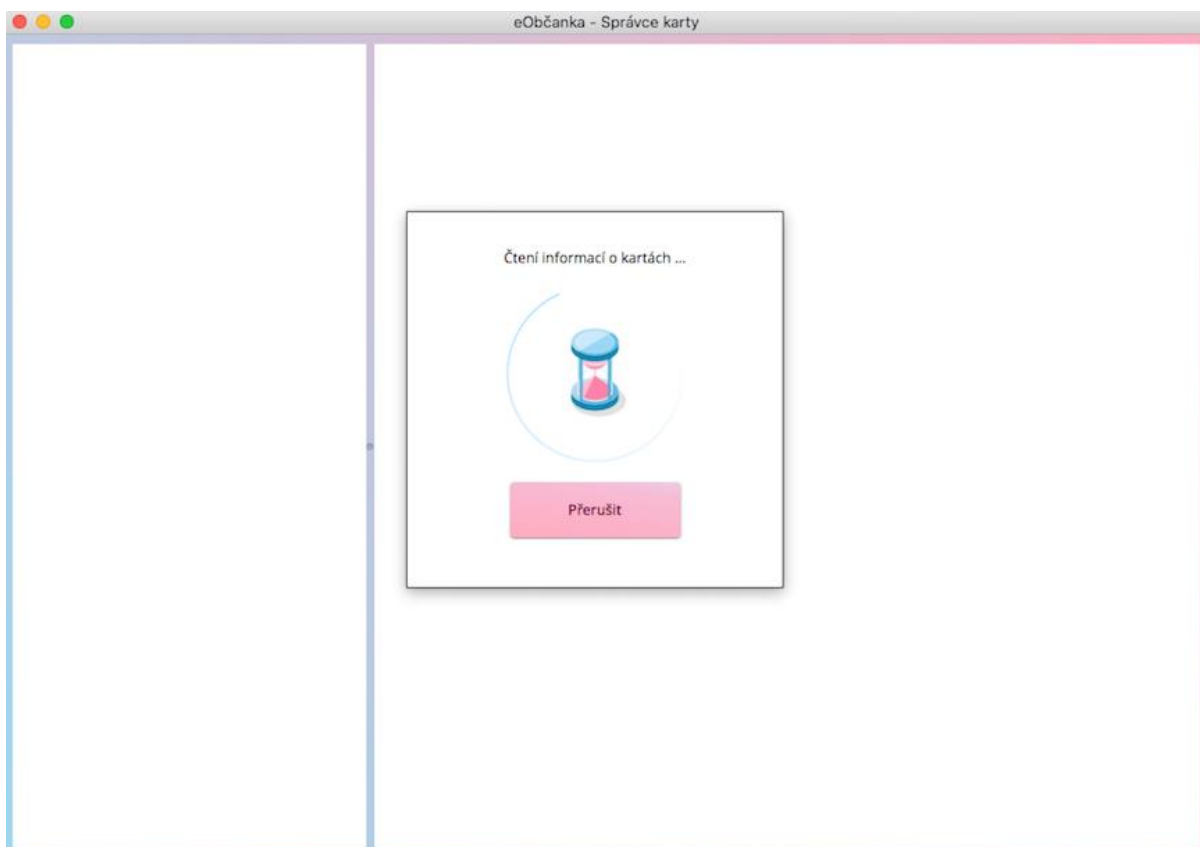 eObčanka - Správce karty
Čtení informací o kartách ...
Přerušit